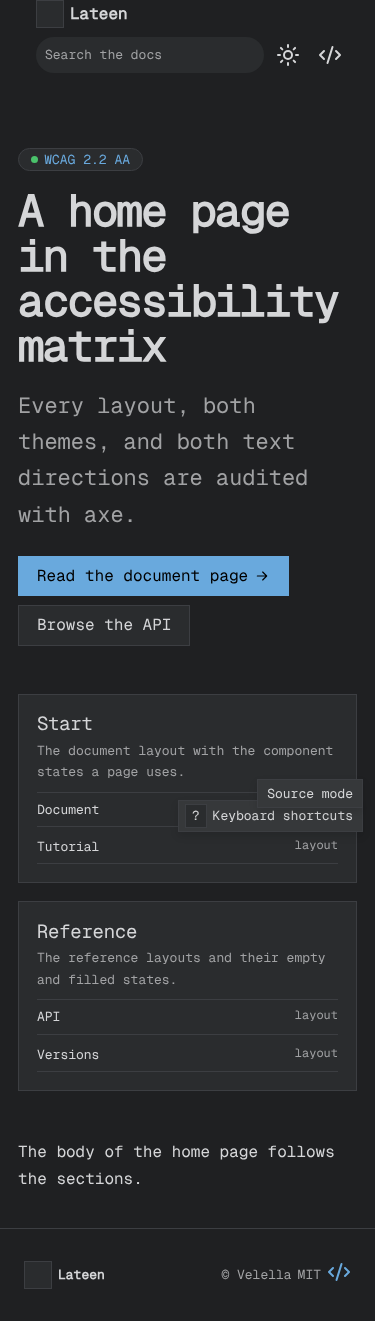 Lateen
Search the docs
WCAG 2.2 AA
A home page
in the
accessibility
matrix
Every layout, both
themes, and both text
directions are audited
with axe.
Read the document page →
Browse the API
Start
The document layout with the component
states a page uses.
Source mode
Document
? Keyboard shortcuts
Tutorial layout
Reference
The reference layouts and their empty
and filled states.
API layout
Versions layout
The body of the home page follows
the sections.
Lateen © Velella MIT